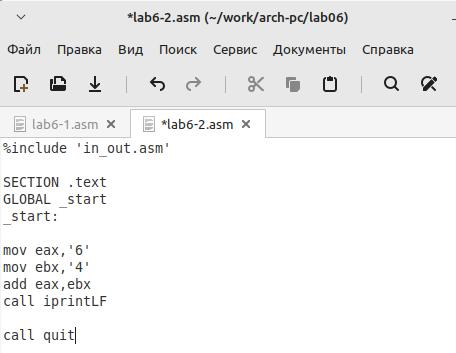 *lab6-2.asm (~/work/arch-pc/lab06)
Файл Правка Вид Поиск Сервис Документы Справка
lab6-1.asm *lab6-2.asm
%include 'in_out.asm'
SECTION .text
GLOBAL _start
_start:
mov eax,'6'
mov ebx,'4'
add eax,ebx
call iprintLF
call quit